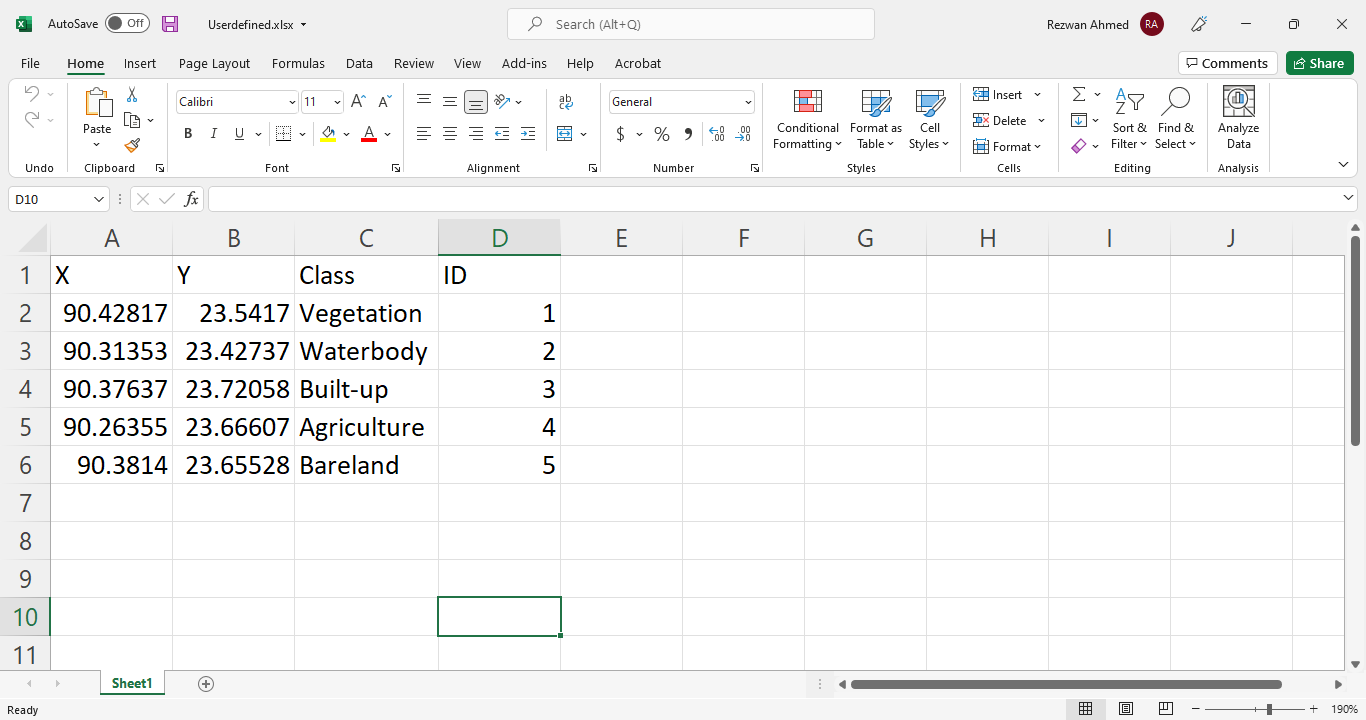 AutoSave Off Userdefined.xlsx Search (Alt+Q) Rezwan Ahmed RA
File Home Insert Page Layout Formulas Data Review View Add-ins Help Acrobat Comments Share
Paste Calibri 11 General Conditional Formatting Format as Table Cell Styles Insert Delete Format Sort & Filter Find & Select Analyze Data
Undo Clipboard Font Alignment Number Styles Cells Editing Analysis
D10 fx
A B C D E F G H I J
1 X Y Class ID
2 90.42817 23.5417 Vegetation 1
3 90.31353 23.42737 Waterbody 2
4 90.37637 23.72058 Built-up 3
5 90.26355 23.66607 Agriculture 4
6 90.3814 23.65528 Bareland 5
7
8
9
10
11
Sheet1
Ready 190%